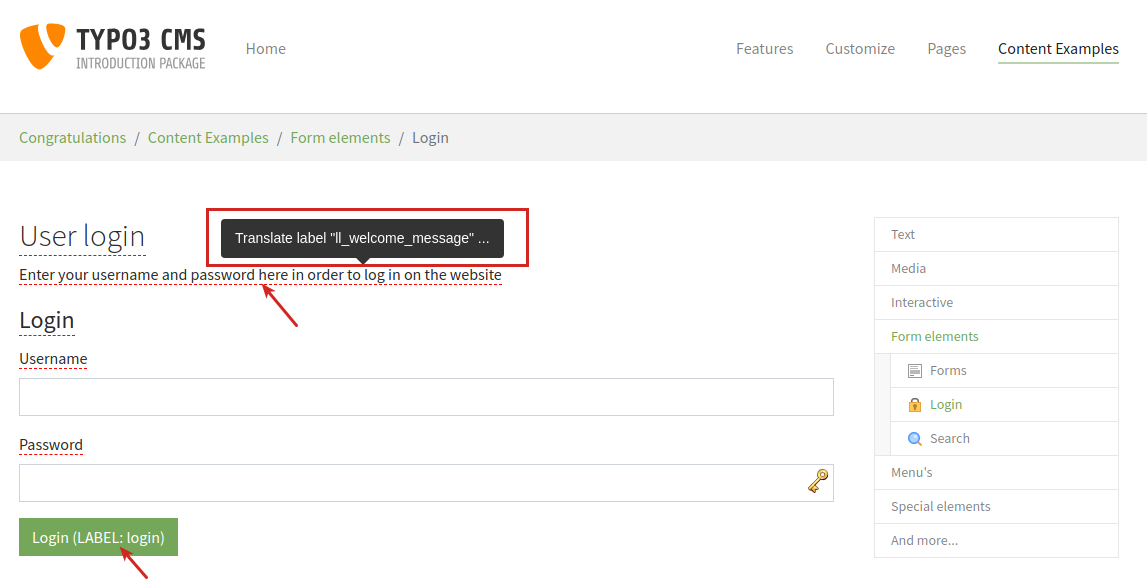 TYPO3 CMS
INTRODUCTION PACKAGE
Home
Features
Customize
Pages
Content Examples
Congratulations / Content Examples / Form elements / Login
User login
Translate label "ll_welcome_message" ...
Enter your username and password here in order to log in on the website
Login
Username
Password
Login (LABEL: login)
Text
Media
Interactive
Form elements
Forms
Login
Search
Menu's
Special elements
And more...